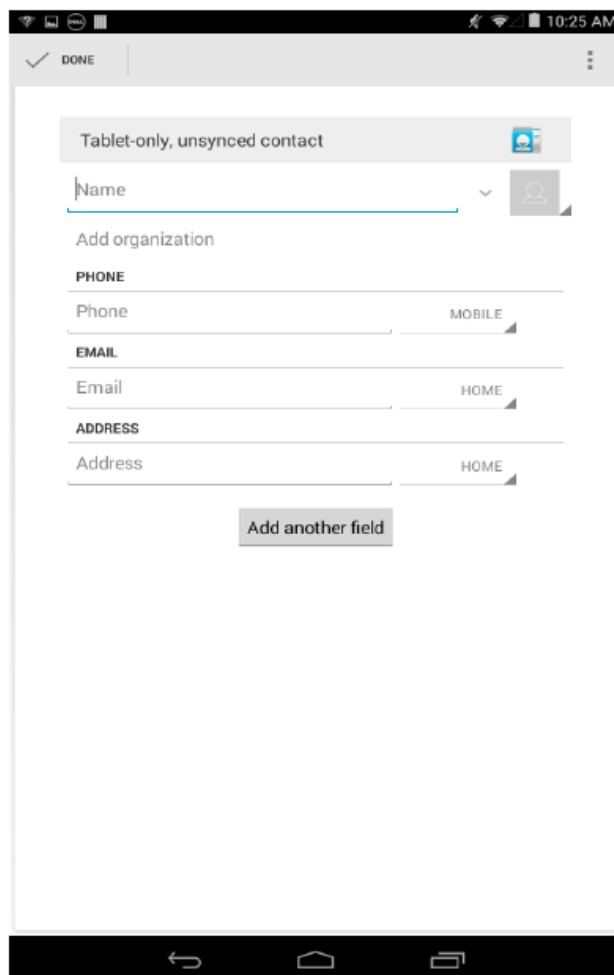 DELL 10:25 AM
DONE
Tablet-only, unsynced contact
Name
Add organization
PHONE
Phone MOBILE
EMAIL
Email HOME
ADDRESS
Address HOME
Add another field